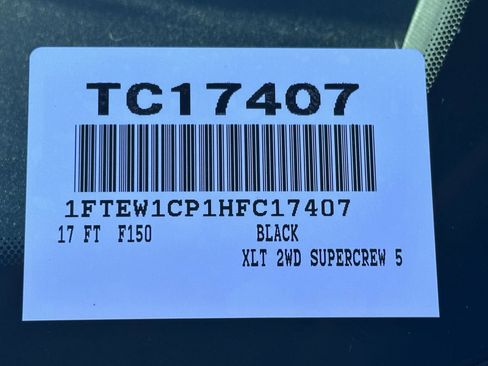 TC17407
1FTEW1CP1HFC17407
17 FT F150 BLACK
XLT 2WD SUPERCREW 5